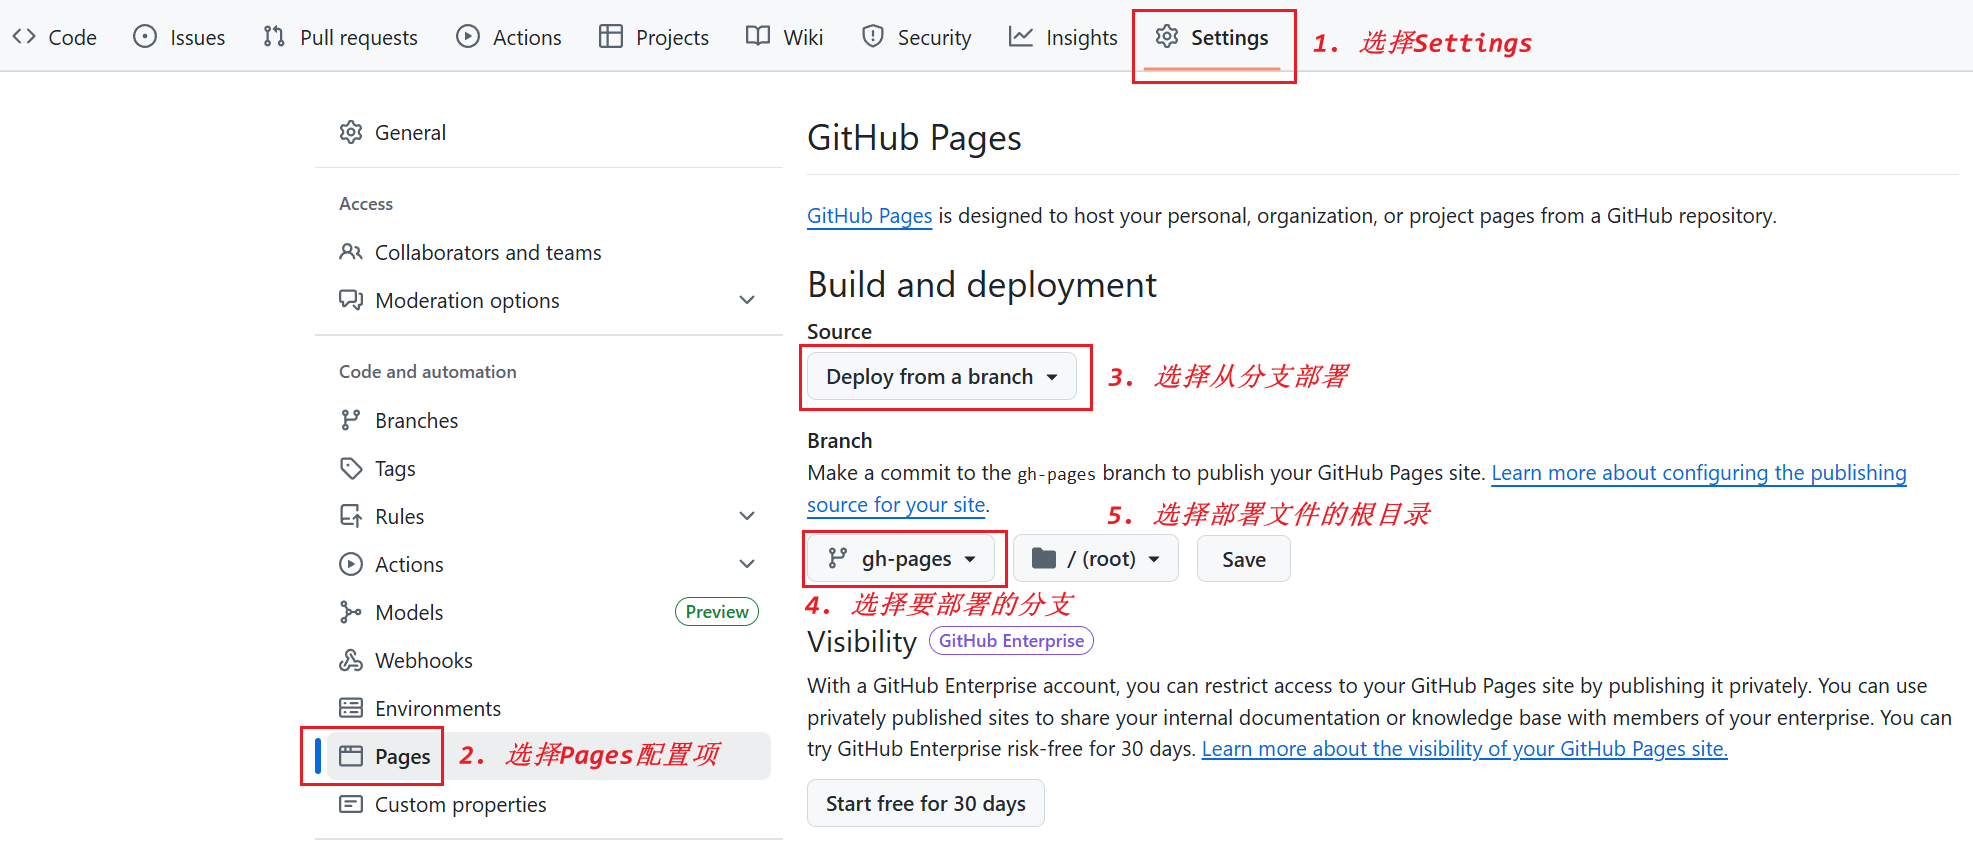 Code Issues Pull requests Actions Projects Wiki Security Insights Settings 1. 选择Settings
General
Access
Collaborators and teams
Moderation options
Code and automation
Branches
Tags
Rules
Actions
Models Preview
Webhooks
Environments
Pages 2. 选择Pages配置项
Custom properties
GitHub Pages
GitHub Pages is designed to host your personal, organization, or project pages from a GitHub repository.
Build and deployment
Source
Deploy from a branch 3. 选择从分支部署
Branch
Make a commit to the gh-pages branch to publish your GitHub Pages site. Learn more about configuring the publishing
source for your site.
5. 选择部署文件的根目录
gh-pages / (root) Save
4. 选择要部署的分支
Visibility GitHub Enterprise
With a GitHub Enterprise account, you can restrict access to your GitHub Pages site by publishing it privately. You can use
privately published sites to share your internal documentation or knowledge base with members of your enterprise. You can
try GitHub Enterprise risk-free for 30 days. Learn more about the visibility of your GitHub Pages site.
Start free for 30 days